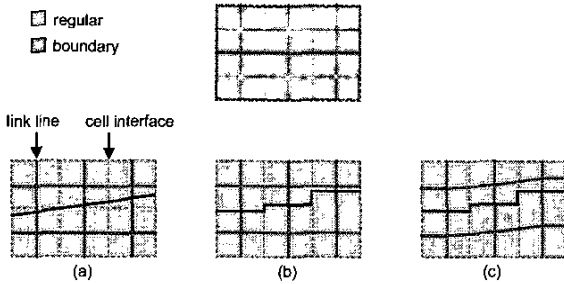 regular
boundary
link line
cell interface
(a)
(b)
(c)